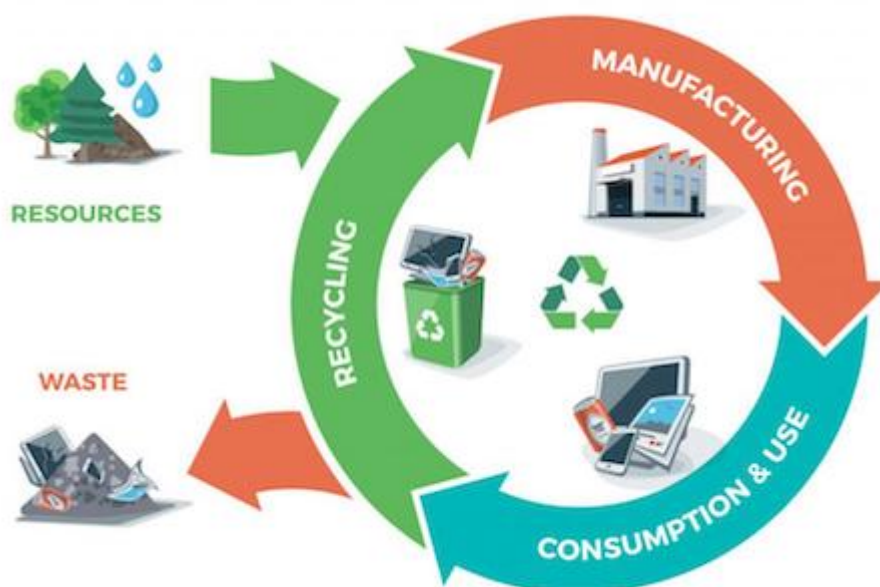 RESOURCES
MANUFACTURING
RECYCLING
WASTE
CONSUMPTION & USE